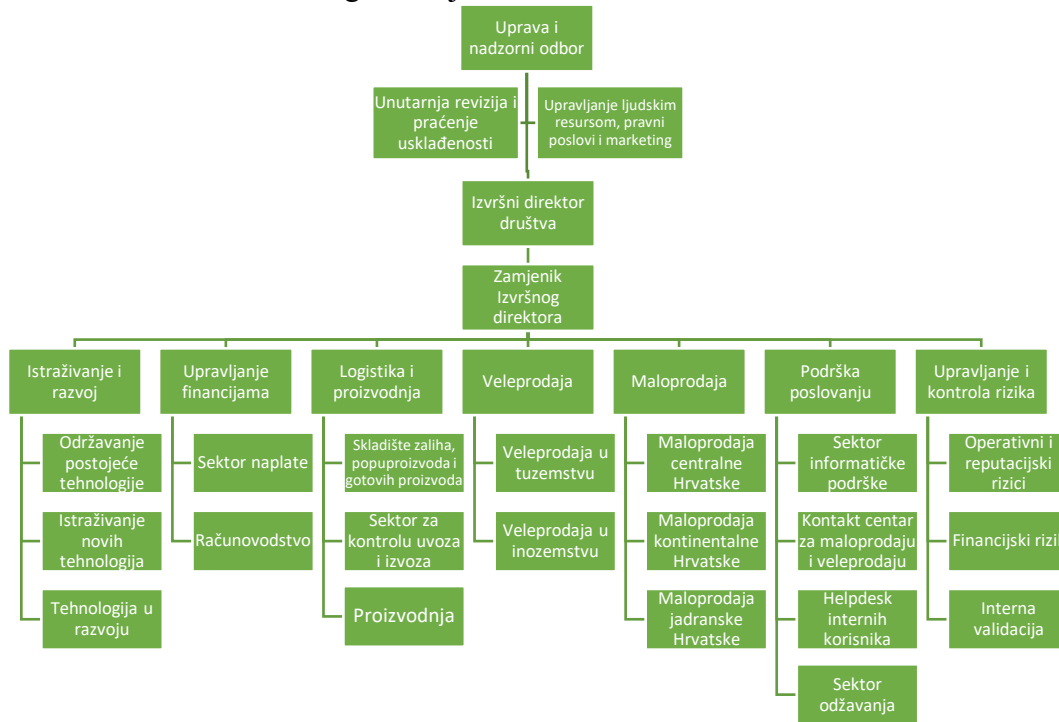 Uprava i
nadzorni odbor
Unutarnja revizija i
praćenje
usklađenosti
Upravljanje ljudskim
resursom, pravni
poslovi i marketing
Izvršni direktor
društva
Zamjenik
Izvršnog
direktora
Istraživanje i
razvoj
Upravljanje
financijama
Logistika i
proizvodnja
Veleprodaja
Maloprodaja
Podrška
poslovanju
Upravljanje i
kontrola rizika
Održavanje
postojeće
tehnologije
Istraživanje
novih
tehnologija
Tehnologija u
razvoju
Sektor naplate
Računovodstvo
Skladište zaliha,
popuproizvoda i
gotovih proizvoda
Sektor za
kontrolu uvoza
i izvoza
Proizvodnja
Veleprodaja u
tuzemstvu
Veleprodaja u
inozemstvu
Maloprodaja
centralne
Hrvatske
Maloprodaja
kontinentalne
Hrvatske
Maloprodaja
jadranske
Hrvatske
Sektor
informatičke
podrške
Kontakt centar
za maloprodaju
i veleprodaju
Helpdesk
internih
korisnika
Sektor
odžavanja
Operativni i
reputacijski
rizici
Financijski rizik
Interna
validacija